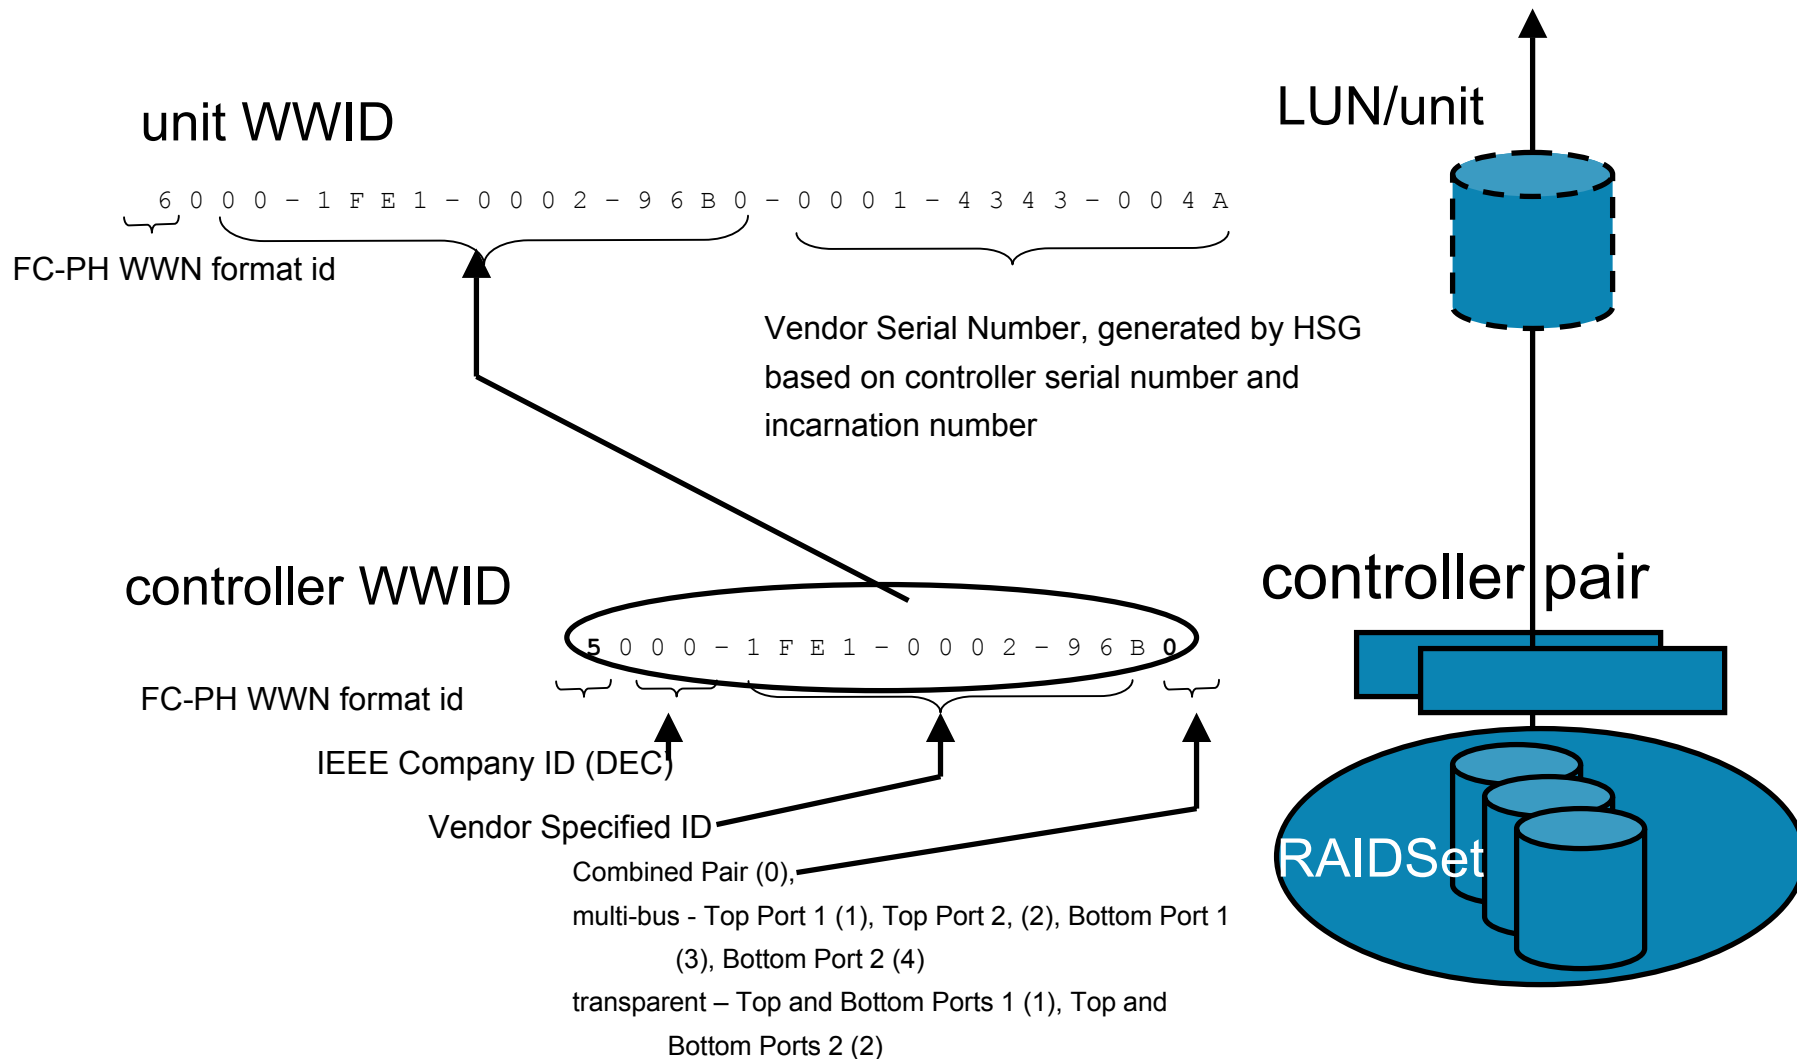 unit WWID
LUN/unit
6 0 0 0 – 1 F E 1 – 0 0 0 2 – 9 6 B 0 – 0 0 0 1 – 4 3 4 3 – 0 0 4 A
FC-PH WWN format id
Vendor Serial Number, generated by HSG
based on controller serial number and
incarnation number
controller WWID
controller pair
5 0 0 0 – 1 F E 1 – 0 0 0 2 – 9 6 B 0
FC-PH WWN format id
IEEE Company ID (DEC)
Vendor Specified ID
RAIDSet
Combined Pair (0),
multi-bus - Top Port 1 (1), Top Port 2, (2), Bottom Port 1
(3), Bottom Port 2 (4)
transparent – Top and Bottom Ports 1 (1), Top and
Bottom Ports 2 (2)